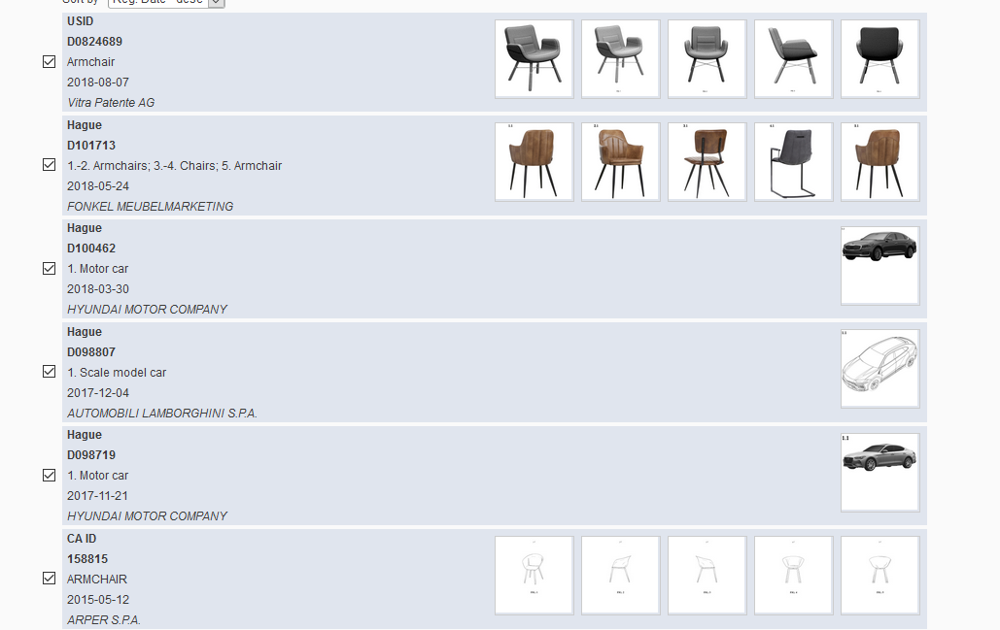 Sort by Reg. Date - desc
USID
D0824689
Armchair
2018-08-07
Vitra Patente AG
Hague
D101713
1.-2. Armchairs; 3.-4. Chairs; 5. Armchair
2018-05-24
FONKEL MEUBELMARKETING
Hague
D100462
1. Motor car
2018-03-30
HYUNDAI MOTOR COMPANY
Hague
D098807
1. Scale model car
2017-12-04
AUTOMOBILI LAMBORGHINI S.P.A.
Hague
D098719
1. Motor car
2017-11-21
HYUNDAI MOTOR COMPANY
1.1
CA ID
158815
ARMCHAIR
2015-05-12
ARPER S.P.A.